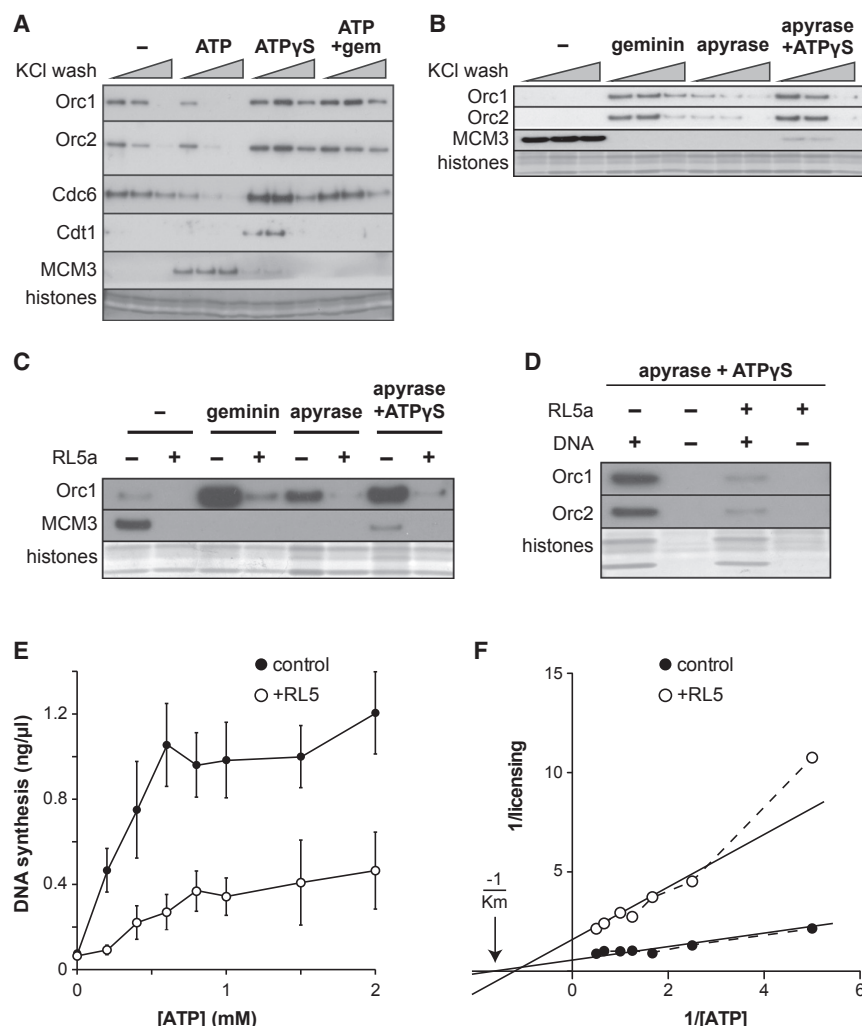 A
– ATP ATPγS ATP
+gem
KCl wash
Orc1
Orc2
Cdc6
Cdt1
MCM3
histones
B
– geminin apyrase apyrase
+ATPγS
KCl wash
Orc1
Orc2
MCM3
histones
C
– geminin apyrase apyrase
+ATPγS
RL5a – + – + – + – +
Orc1
MCM3
histones
D
apyrase + ATPγS
RL5a – – + +
DNA + – + –
Orc1
Orc2
histones
E
control
+RL5
DNA synthesis (ng/μl)
1.2
0.8
0.4
0
0 1 2
[ATP] (mM)
F
control
+RL5
1/licensing
15
10
5
-1
Km
0 2 4 6
1/[ATP]